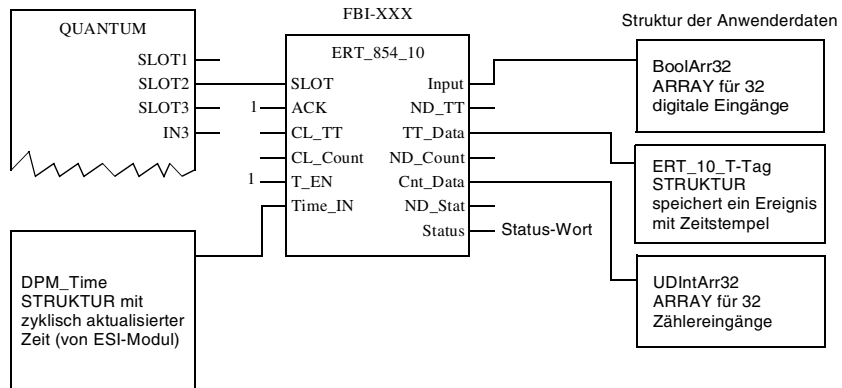 FBI-XXX
Struktur der Anwenderdaten
QUANTUM
SLOT1
SLOT2
SLOT3
IN3
ERT_854_10
SLOT
1 ACK
CL_TT
CL_Count
1 T_EN
Time_IN
Input
ND_TT
TT_Data
ND_Count
Cnt_Data
ND_Stat
Status
Status-Wort
BoolArr32
ARRAY für 32
digitale Eingänge
ERT_10_T-Tag
STRUKTUR
speichert ein Ereignis
mit Zeitstempel
UDIntArr32
ARRAY für 32
Zählereingänge
DPM_Time
STRUKTUR mit
zyklisch aktualisierter
Zeit (von ESI-Modul)